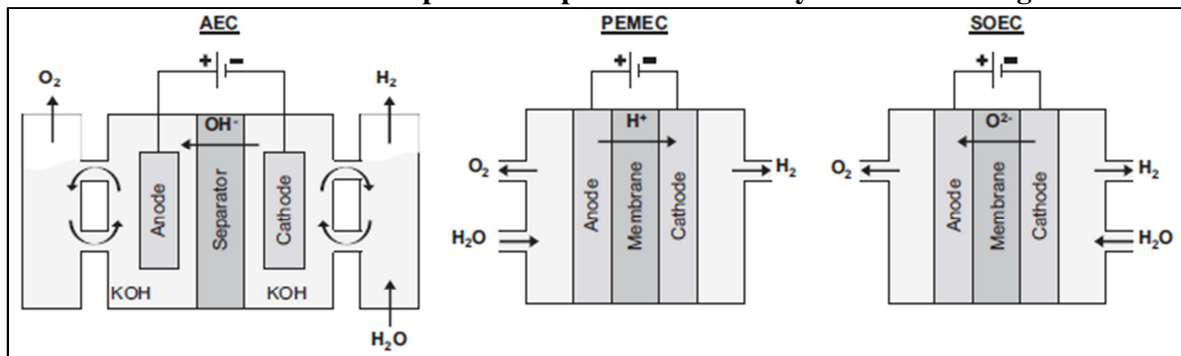 AEC
+ -
O2
H2
OH-
Anode
Separator
Cathode
KOH
KOH
H2O
PEMEC
+ -
H+
O2
H2
Anode
Membrane
Cathode
H2O
SOEC
+ -
O2-
O2
H2
Anode
Membrane
Cathode
H2O